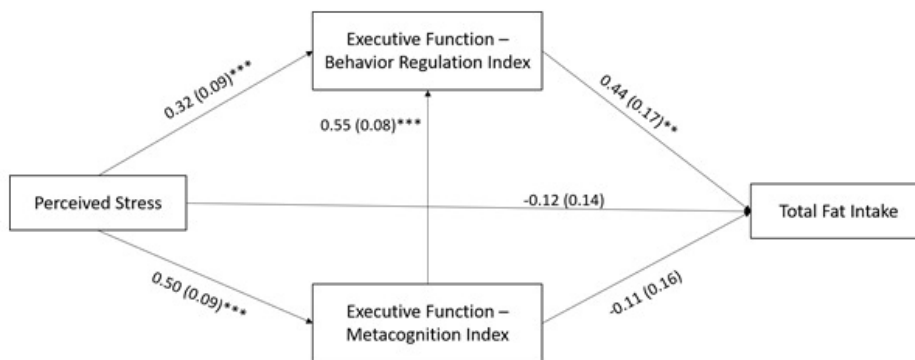 Executive Function –
Behavior Regulation Index
0.32 (0.09)***
0.44 (0.17)**
0.55 (0.08)***
Perceived Stress
-0.12 (0.14)
Total Fat Intake
0.50 (0.09)***
-0.11 (0.16)
Executive Function –
Metacognition Index